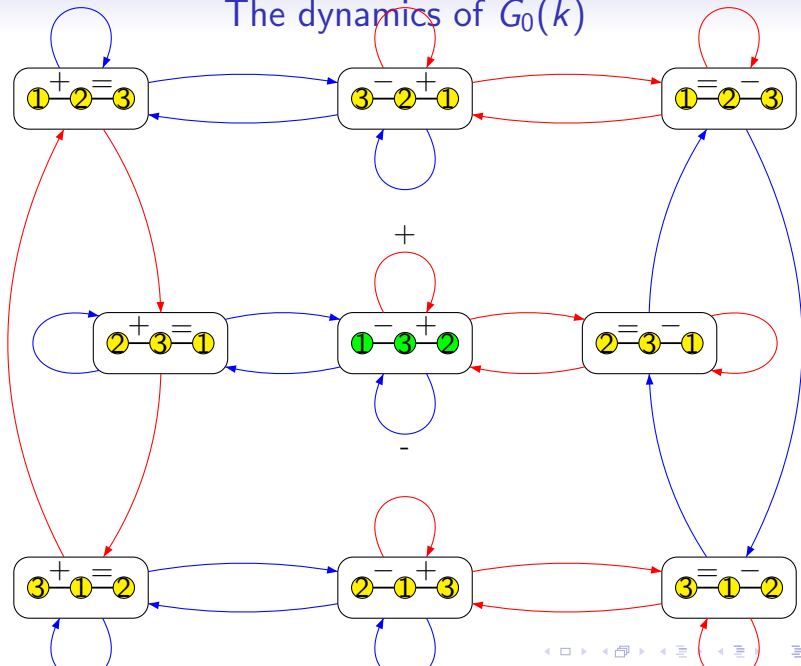 The dynamics of G₀(k)
+ = - + = -
1 2 3 3 2 1 1 2 3
+
+ = - + = -
2 3 1 1 3 2 2 3 1
-
+ = - + = -
3 1 2 2 1 3 3 1 2